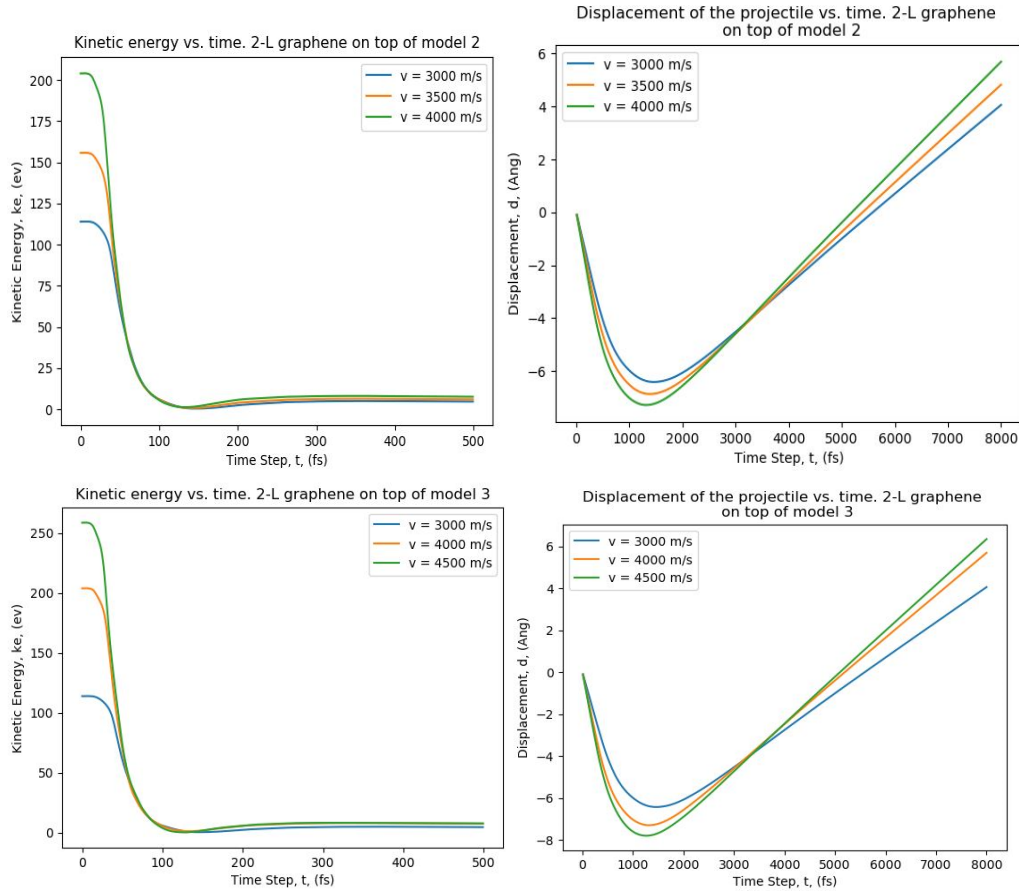 Kinetic energy vs. time. 2-L graphene on top of model 2
v = 3000 m/s
v = 3500 m/s
v = 4000 m/s
200
175
150
125
100
75
50
25
0
Kinetic Energy, ke, (ev)
0 100 200 300 400 500
Time Step, t, (fs)
Displacement of the projectile vs. time. 2-L graphene
on top of model 2
v = 3000 m/s
v = 3500 m/s
v = 4000 m/s
6
4
2
0
−2
−4
−6
Displacement, d, (Ang)
0 1000 2000 3000 4000 5000 6000 7000 8000
Time Step, t, (fs)
Kinetic energy vs. time. 2-L graphene on top of model 3
v = 3000 m/s
v = 4000 m/s
v = 4500 m/s
250
200
150
100
50
0
Kinetic Energy, ke, (ev)
0 100 200 300 400 500
Time Step, t, (fs)
Displacement of the projectile vs. time. 2-L graphene
on top of model 3
v = 3000 m/s
v = 4000 m/s
v = 4500 m/s
6
4
2
0
−2
−4
−6
−8
Displacement, d, (Ang)
0 1000 2000 3000 4000 5000 6000 7000 8000
Time Step, t, (fs)